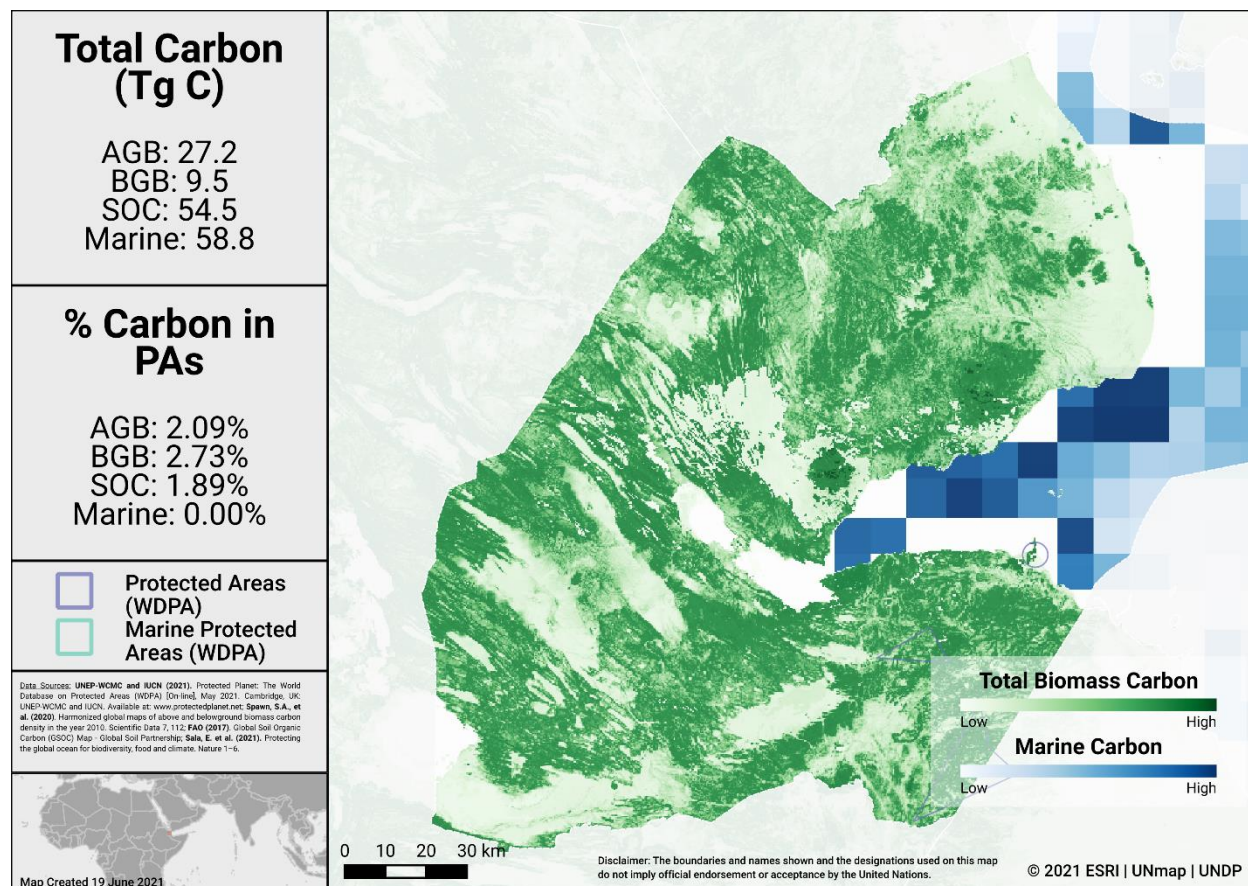 Total Carbon
(Tg C)
AGB: 27.2
BGB: 9.5
SOC: 54.5
Marine: 58.8
% Carbon in
PAs
AGB: 2.09%
BGB: 2.73%
SOC: 1.89%
Marine: 0.00%
Protected Areas
(WDPA)
Marine Protected
Areas (WDPA)
Data Sources: UNEP-WCMC and IUCN (2021). Protected Planet: The World
Database on Protected Areas (WDPA) [On-line], May 2021. Cambridge, UK:
UNEP-WCMC and IUCN. Available at: www.protectedplanet.net; Spawn, S.A., et
al. (2020). Harmonized global maps of above and belowground biomass carbon
density in the year 2010. Scientific Data 7, 112; FAO (2017). Global Soil Organic
Carbon (GSOC) Map - Global Soil Partnership; Sala, E. et al. (2021). Protecting
the global ocean for biodiversity, food and climate. Nature 1–6.
Map Created 19 June 2021
Total Biomass Carbon
Low High
Marine Carbon
Low High
0 10 20 30 km
Disclaimer: The boundaries and names shown and the designations used on this map
do not imply official endorsement or acceptance by the United Nations.
© 2021 ESRI | UNmap | UNDP